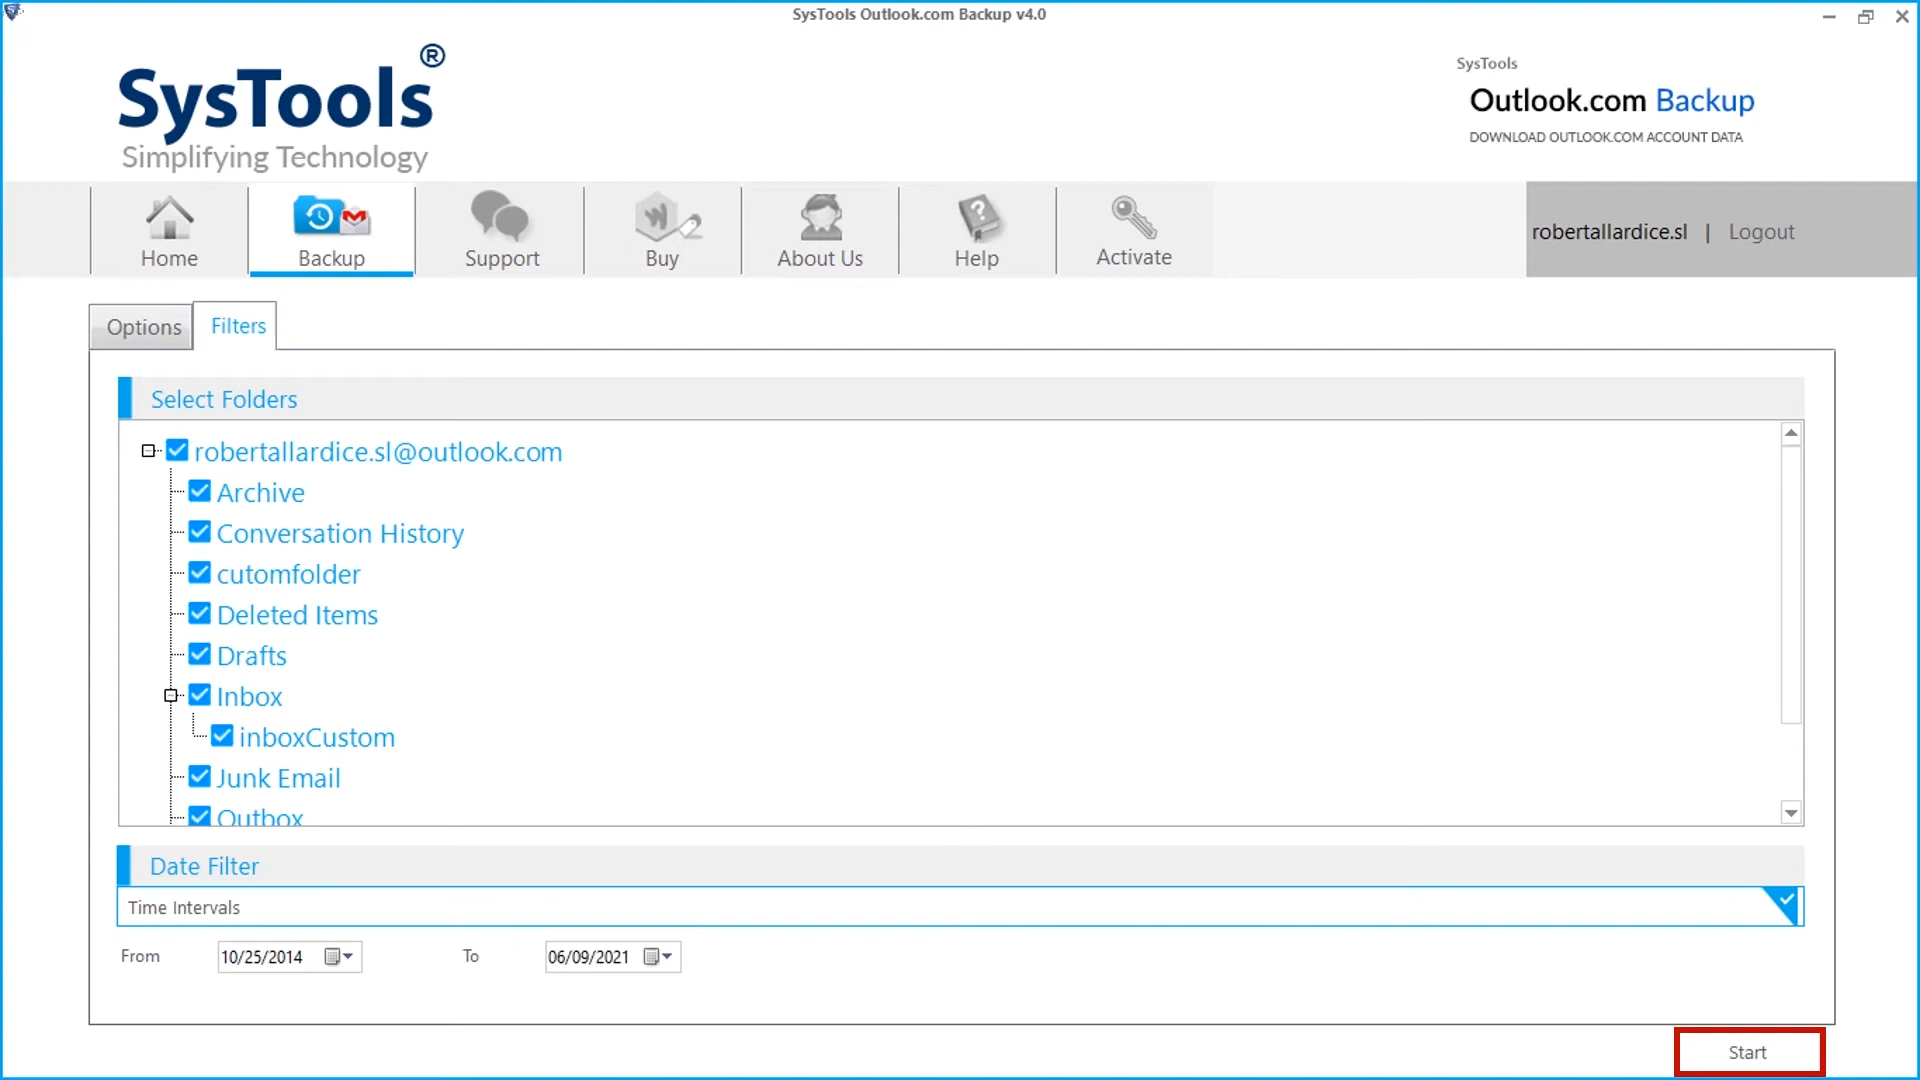 SysTools Outlook.com Backup v4.0
SysTools®
Simplifying Technology
SysTools
Outlook.com Backup
DOWNLOAD OUTLOOK.COM ACCOUNT DATA
Home
Backup
Support
Buy
About Us
Help
Activate
robertallardice.sl | Logout
Options
Filters
Select Folders
robertallardice.sl@outlook.com
Archive
Conversation History
cutomfolder
Deleted Items
Drafts
Inbox
inboxCustom
Junk Email
Outbox
Date Filter
Time Intervals
From 10/25/2014 To 06/09/2021
Start